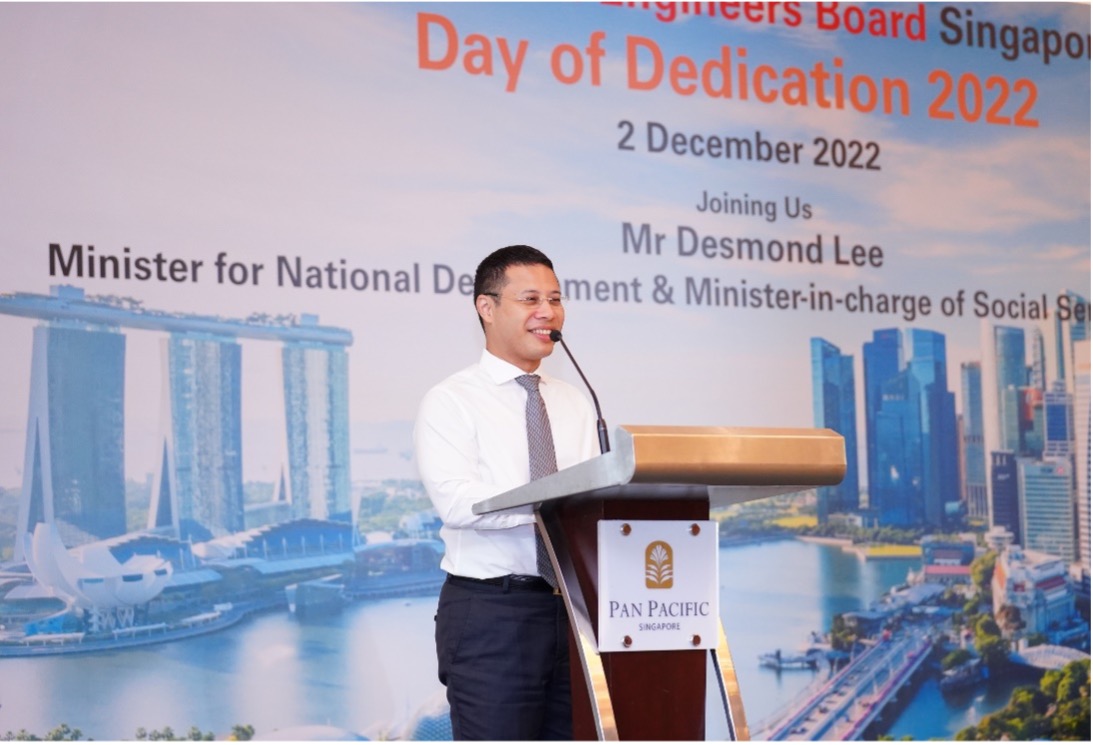 Engineers Board Singapor
Day of Dedication 2022
2 December 2022
Joining Us
Mr Desmond Lee
Minister for National De ment & Minister-in-charge of Social Se
PAN PACIFIC
SINGAPORE